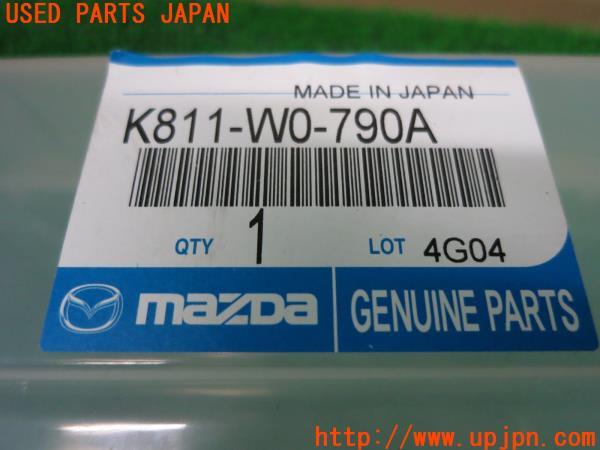 USED PARTS JAPAN
MADE IN JAPAN
K811-W0-790A
QTY 1 LOT 4G04
mazda GENUINE PARTS
U PARTS
http://www.upjpn.com